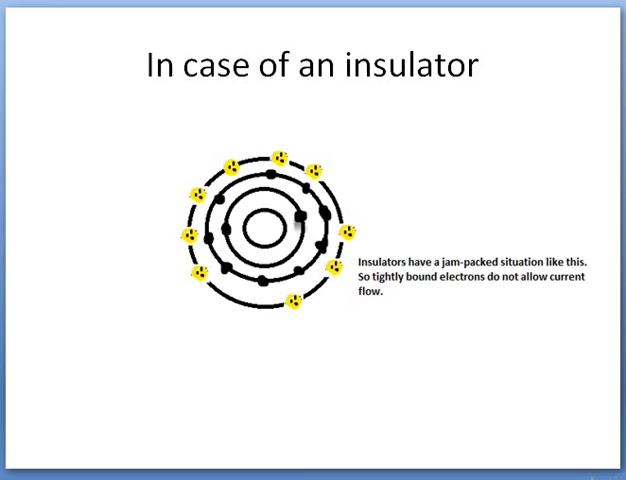 In case of an insulator
Insulators have a jam-packed situation like this.
So tightly bound electrons do not allow current
flow.